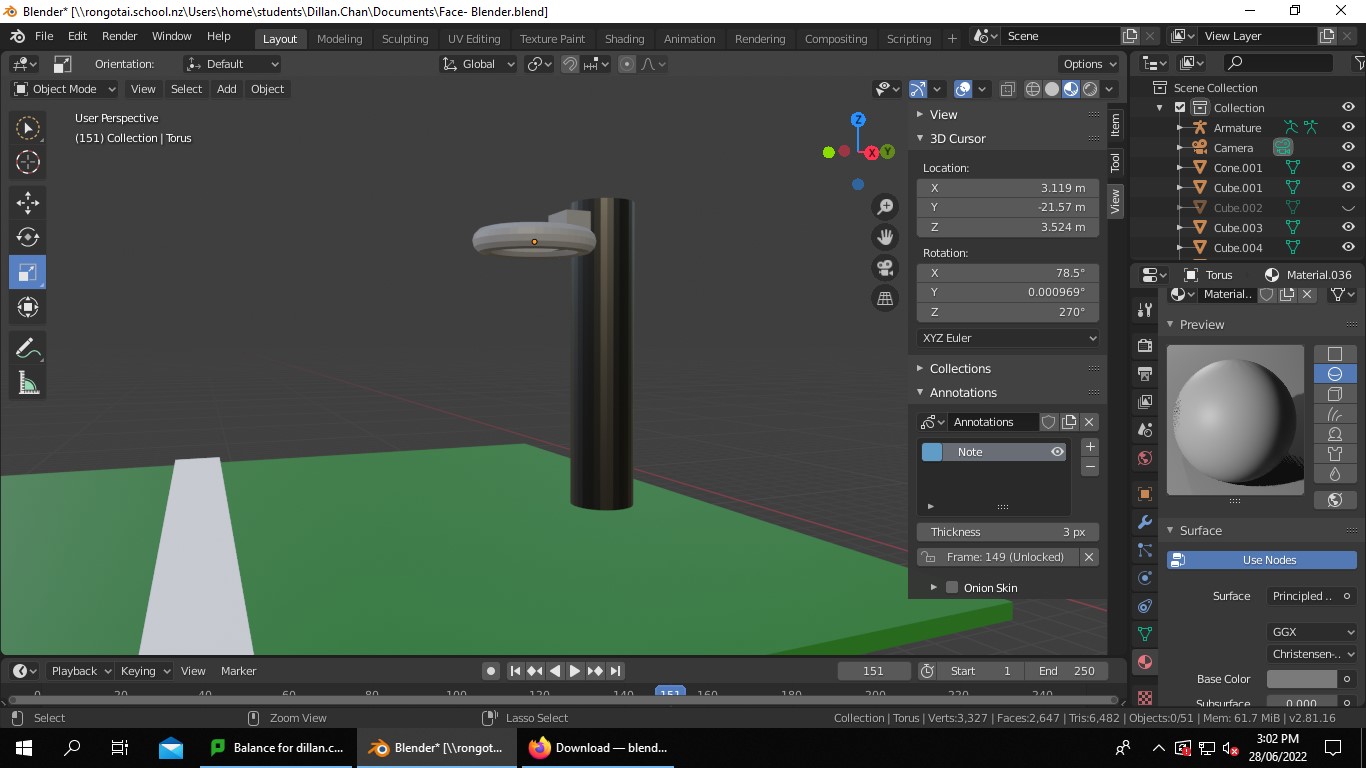 Blender* [\\rongotai.school.nz\Users\home\students\Dillan.Chan\Documents\Face- Blender.blend]
File Edit Render Window Help Layout Modeling Sculpting UV Editing Texture Paint Shading Animation Rendering Compositing Scripting + Scene View Layer
Orientation: Default Global Options
Object Mode View Select Add Object
User Perspective
(151) Collection | Torus
Z
X
Y
View
3D Cursor
Location:
X 3.119 m
Y -21.57 m
Z 3.524 m
Rotation:
X 78.5°
Y 0.000969°
Z 270°
XYZ Euler
Collections
Annotations
Annotations
Note
Thickness 3 px
Frame: 149 (Unlocked)
Onion Skin
Item
Tool
View
Scene Collection
Collection
Armature
Camera
Cone.001
Cube.001
Cube.002
Cube.003
Cube.004
Torus Material.036
Material..
Preview
Surface
Use Nodes
Surface Principled ..
GGX
Christensen-..
Base Color
Subsurface 0.000
Playback Keying View Marker 151 Start 1 End 250
0 20 40 60 80 100 120 140 151 160 180 200 220 240
Select Zoom View Lasso Select Collection | Torus | Verts:3,327 | Faces:2,647 | Tris:6,482 | Objects:0/51 | Mem: 61.7 MiB | v2.81.16
Balance for dillan.c... Blender* [\\rongot... Download — blend...
3:02 PM
28/06/2022